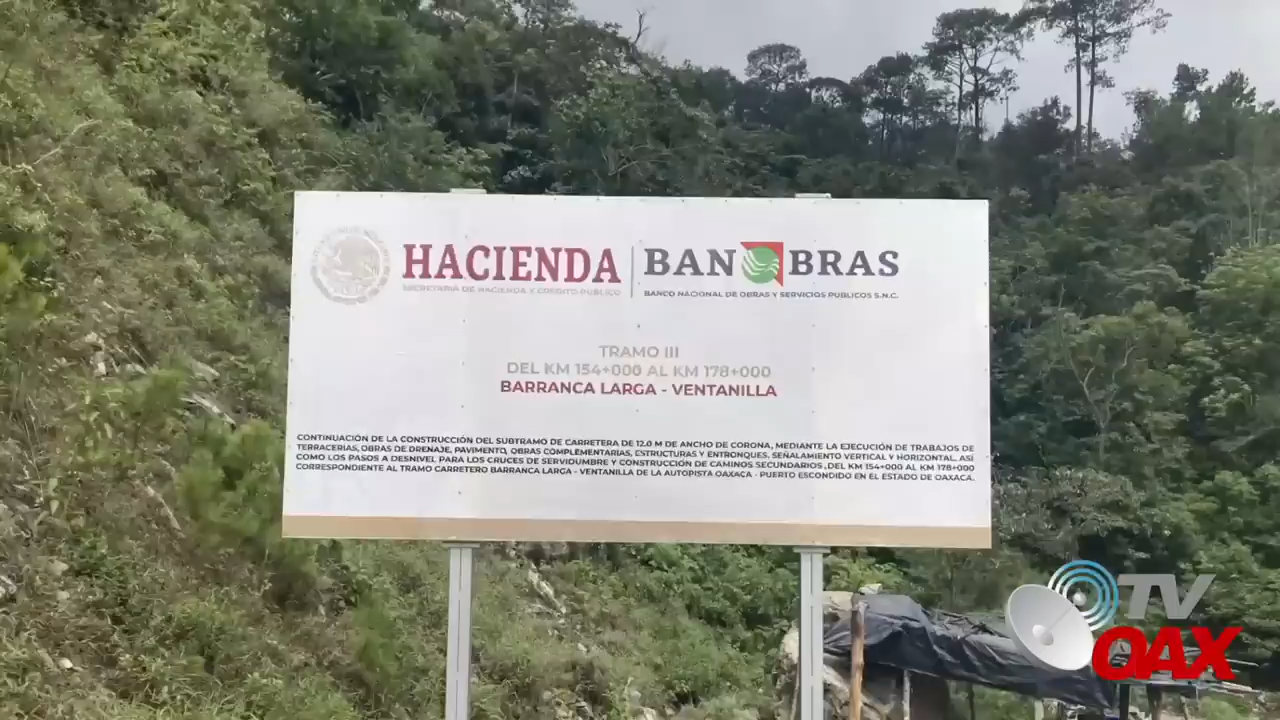 HACIENDA
SECRETARÍA DE HACIENDA Y CRÉDITO PÚBLICO
BANOBRAS
BANCO NACIONAL DE OBRAS Y SERVICIOS PÚBLICOS S.N.C.
TRAMO III
DEL KM 154+000 AL KM 178+000
BARRANCA LARGA - VENTANILLA
CONTINUACIÓN DE LA CONSTRUCCIÓN DEL SUBTRAMO DE CARRETERA DE 12.0 M DE ANCHO DE CORONA, MEDIANTE LA EJECUCIÓN DE TRABAJOS DE
TERRACERIAS, OBRAS DE DRENAJE, PAVIMENTO, OBRAS COMPLEMENTARIAS, ESTRUCTURAS Y ENTRONQUES, SEÑALAMIENTO VERTICAL Y HORIZONTAL, ASÍ
COMO LOS PASOS A DESNIVEL PARA LOS CRUCES DE SERVIDUMBRE Y CONSTRUCCIÓN DE CAMINOS SECUNDARIOS ,DEL KM 154+000 AL KM 178+000
CORRESPONDIENTE AL TRAMO CARRETERO BARRANCA LARGA - VENTANILLA DE LA AUTOPISTA OAXACA - PUERTO ESCONDIDO EN EL ESTADO DE OAXACA.
TV
OAX